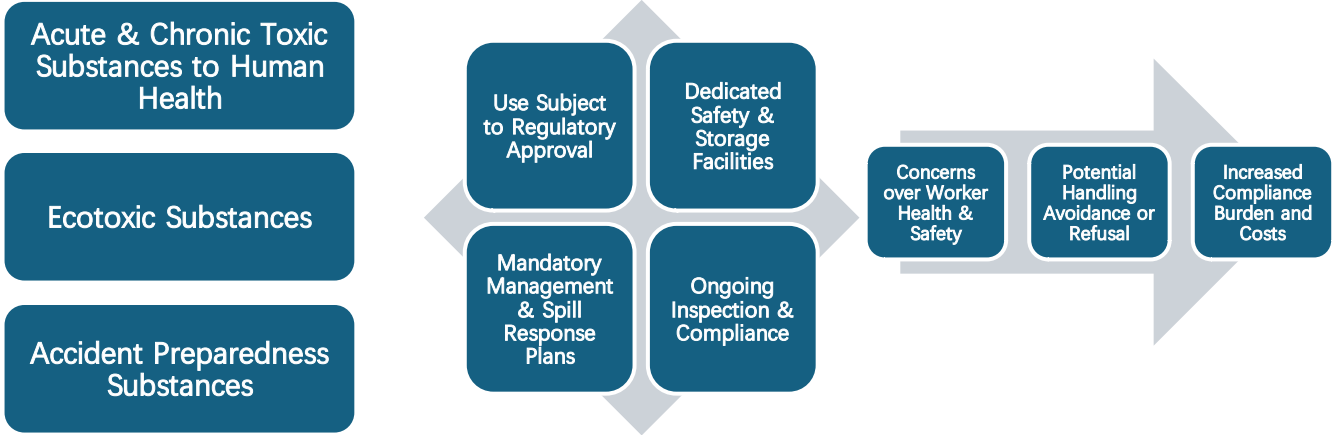 Acute & Chronic Toxic
Substances to Human
Health
Ecotoxic Substances
Accident Preparedness
Substances
Use Subject
to Regulatory
Approval
Dedicated
Safety &
Storage
Facilities
Mandatory
Management
& Spill
Response
Plans
Ongoing
Inspection &
Compliance
Concerns
over Worker
Health &
Safety
Potential
Handling
Avoidance or
Refusal
Increased
Compliance
Burden and
Costs